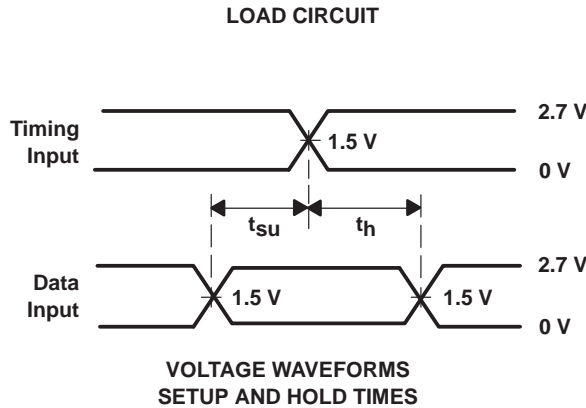 LOAD CIRCUIT
2.7 V
Timing
Input
1.5 V
0 V
tsu
th
2.7 V
Data
Input
1.5 V
1.5 V
0 V
VOLTAGE WAVEFORMS
SETUP AND HOLD TIMES